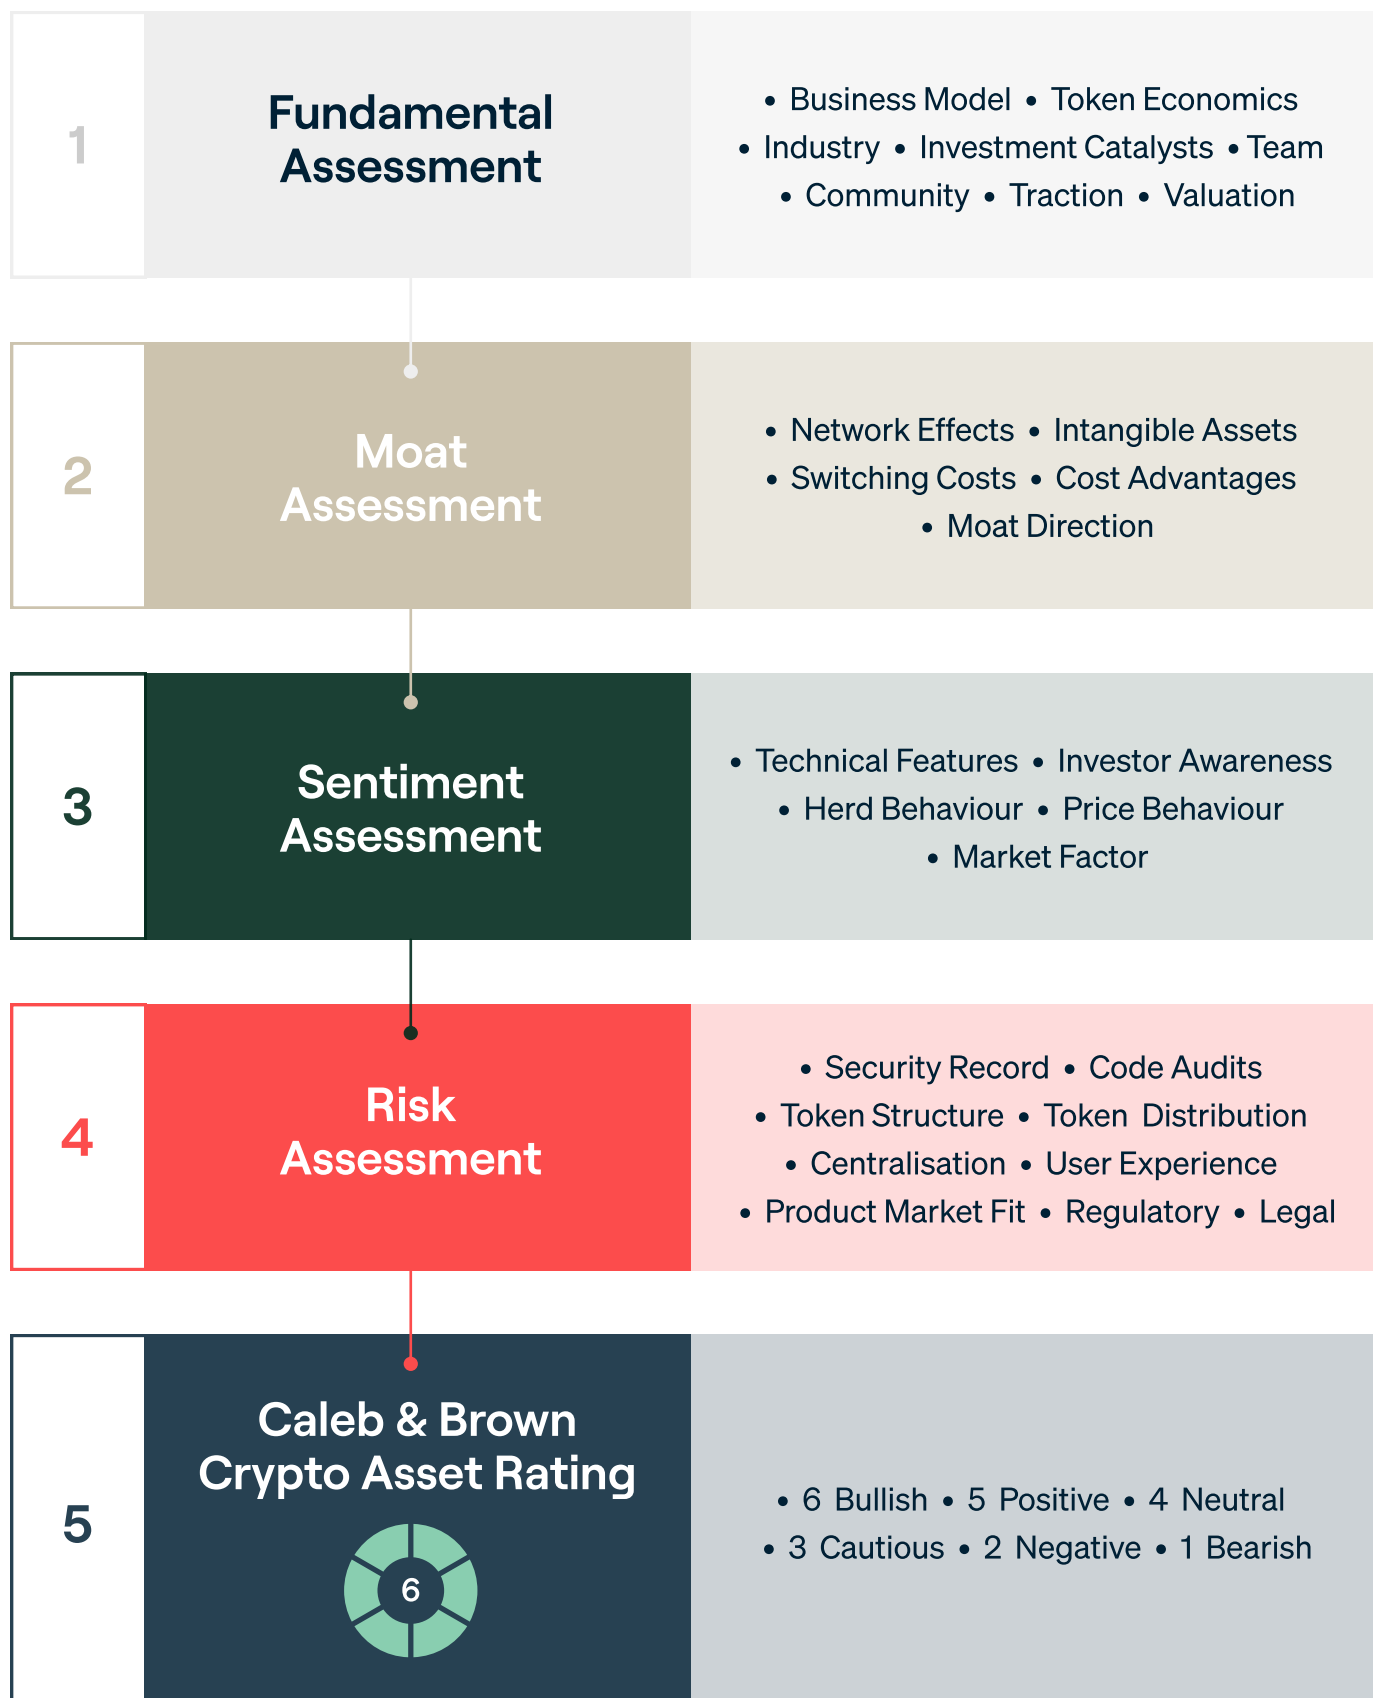 1
Fundamental
Assessment
• Business Model • Token Economics
• Industry • Investment Catalysts • Team
• Community • Traction • Valuation
2
Moat
Assessment
• Network Effects • Intangible Assets
• Switching Costs • Cost Advantages
• Moat Direction
3
Sentiment
Assessment
• Technical Features • Investor Awareness
• Herd Behaviour • Price Behaviour
• Market Factor
4
Risk
Assessment
• Security Record • Code Audits
• Token Structure • Token Distribution
• Centralisation • User Experience
• Product Market Fit • Regulatory • Legal
5
Caleb & Brown
Crypto Asset Rating
6
• 6 Bullish • 5 Positive • 4 Neutral
• 3 Cautious • 2 Negative • 1 Bearish